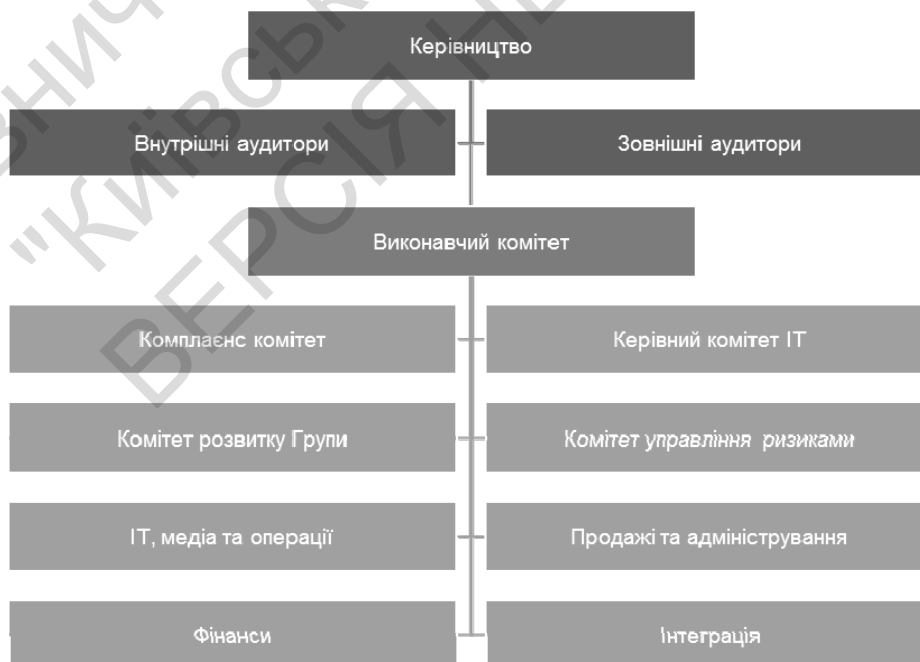 Керівництво
Внутрішні аудитори
Зовнішні аудитори
Виконавчий комітет
Комплаєнс комітет
Керівний комітет ІТ
Комітет розвитку Групи
Комітет управління ризиками
ІТ, медіа та операції
Продажі та адміністрування
Фінанси
Інтеграція
ВЕРСІЯ